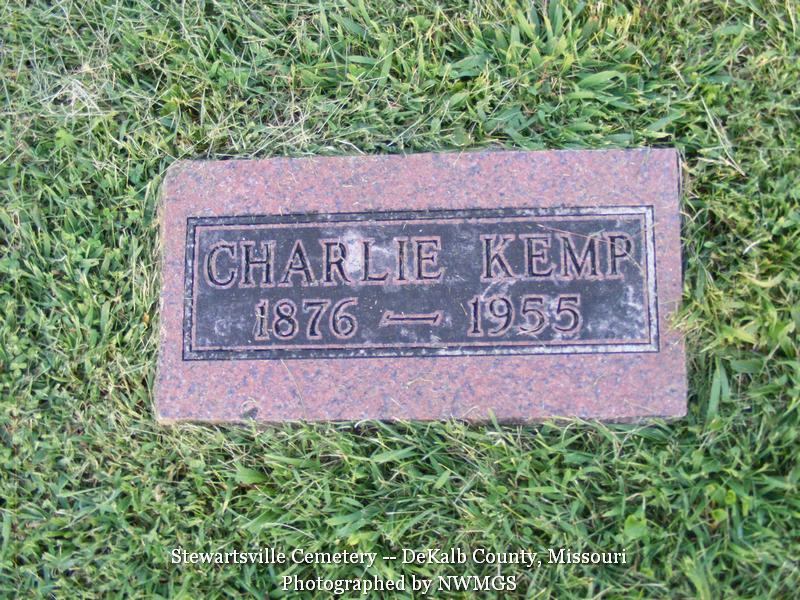 CHARLIE KEMP
1876 — 1955
Stewartsville Cemetery -- DeKalb County, Missouri
Photographed by NWMGS